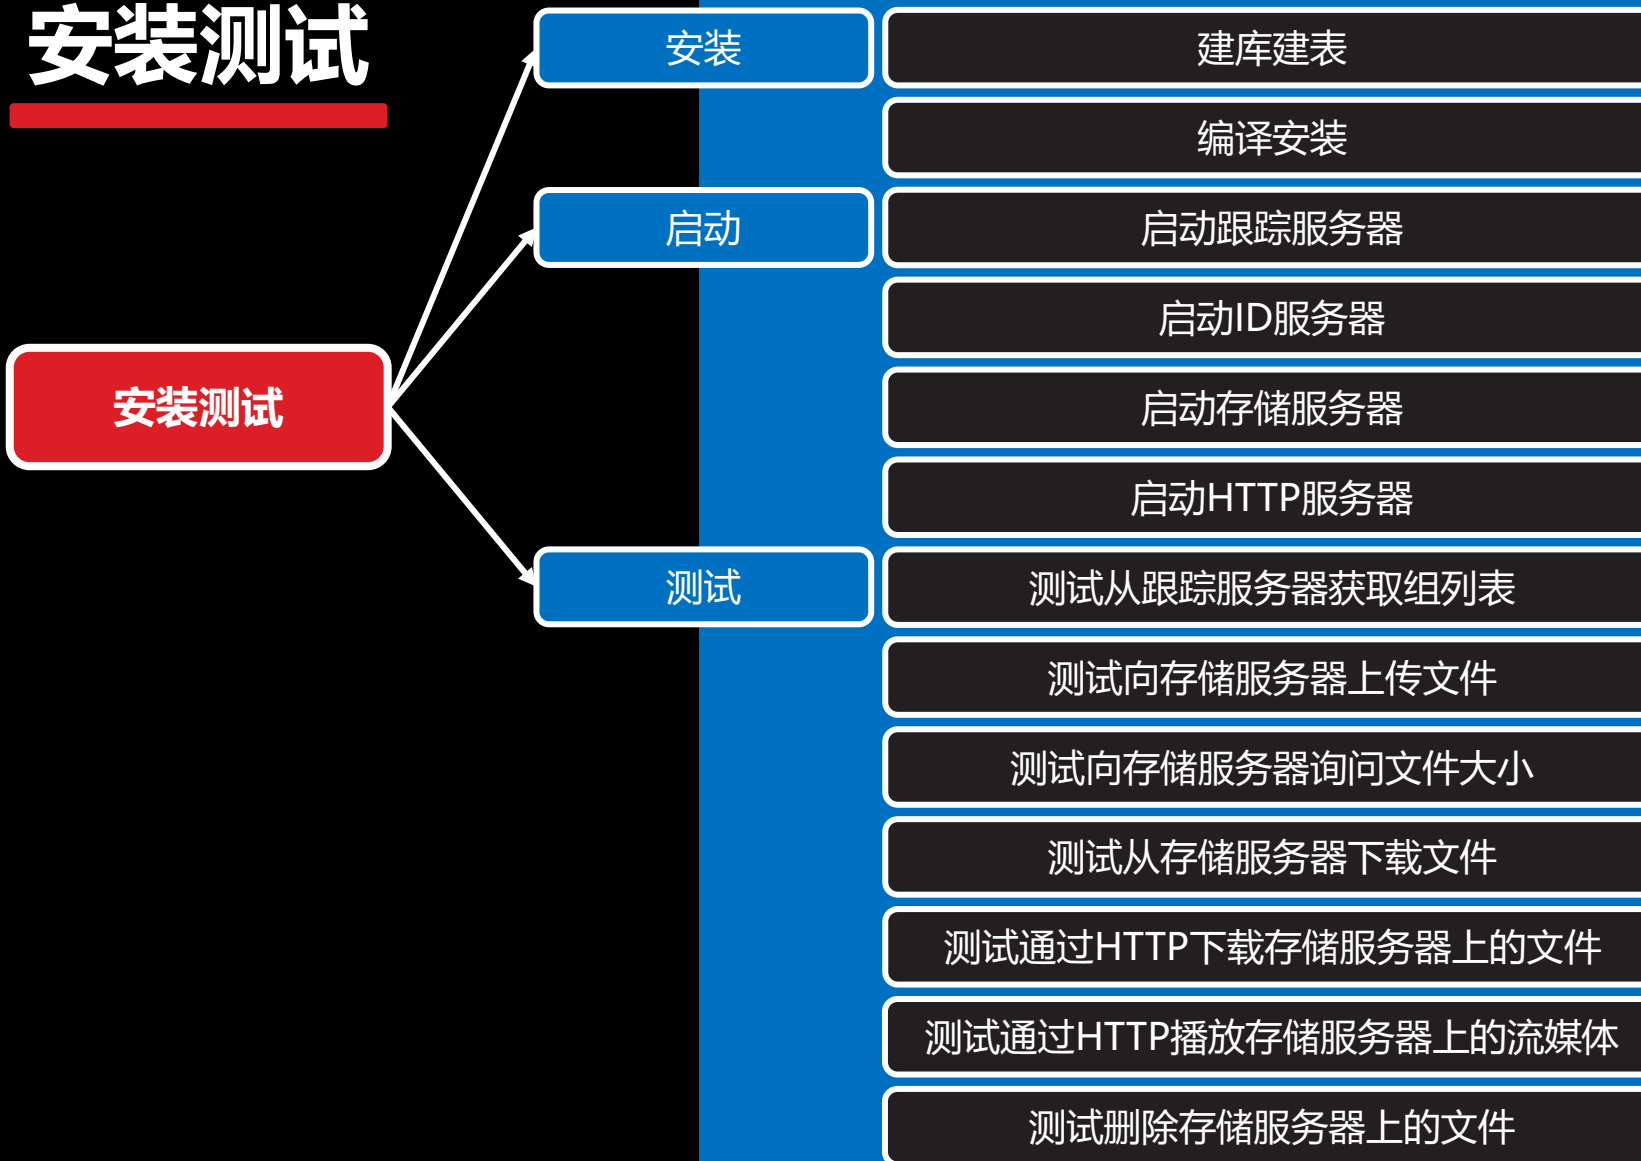 安装测试
安装测试
安装
建库建表
编译安装
启动
启动跟踪服务器
启动ID服务器
启动存储服务器
启动HTTP服务器
测试
测试从跟踪服务器获取组列表
测试向存储服务器上传文件
测试向存储服务器询问文件大小
测试从存储服务器下载文件
测试通过HTTP下载存储服务器上的文件
测试通过HTTP播放存储服务器上的流媒体
测试删除存储服务器上的文件